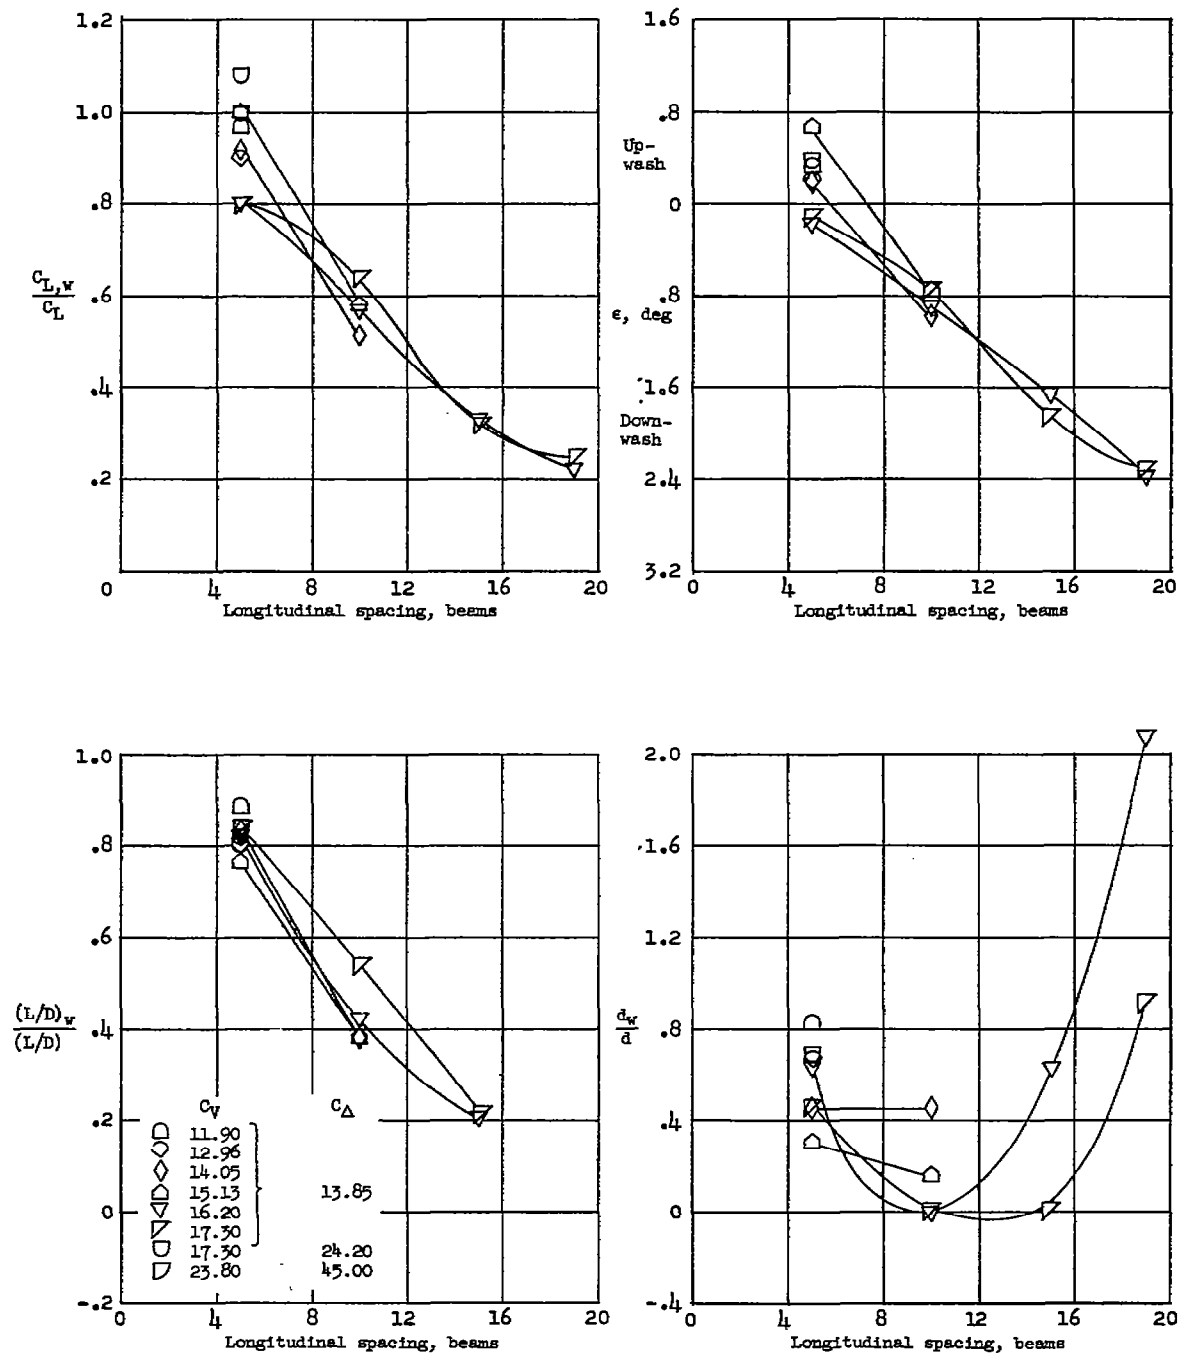 1.2
1.0
.8
.6
.4
.2
C_L,w
C_L
0 4 8 12 16 20
Longitudinal spacing, beams
1.6
.8
Up-
wash
0
.8
ϵ, deg
1.6
Down-
wash
2.4
3.2
0 4 8 12 16 20
Longitudinal spacing, beams
1.0
.8
.6
(L/D)_w
(L/D)
.4
.2
0
-.2
C_V C_Δ
11.90
12.96
14.05
15.13 13.85
16.20
17.30
17.30 24.20
23.80 45.00
0 4 8 12 16 20
Longitudinal spacing, beams
2.0
1.6
1.2
d_w
d
.8
.4
0
-.4
0 4 8 12 16 20
Longitudinal spacing, beams